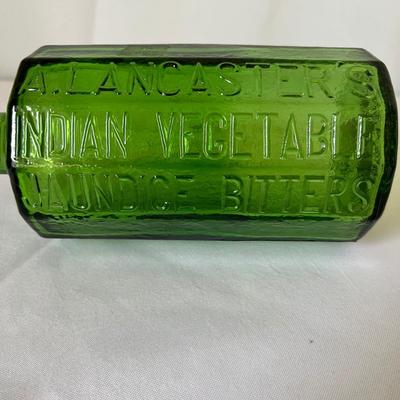 A. LANCASTER'S
INDIAN VEGETABLE
JAUNDICE BITTERS